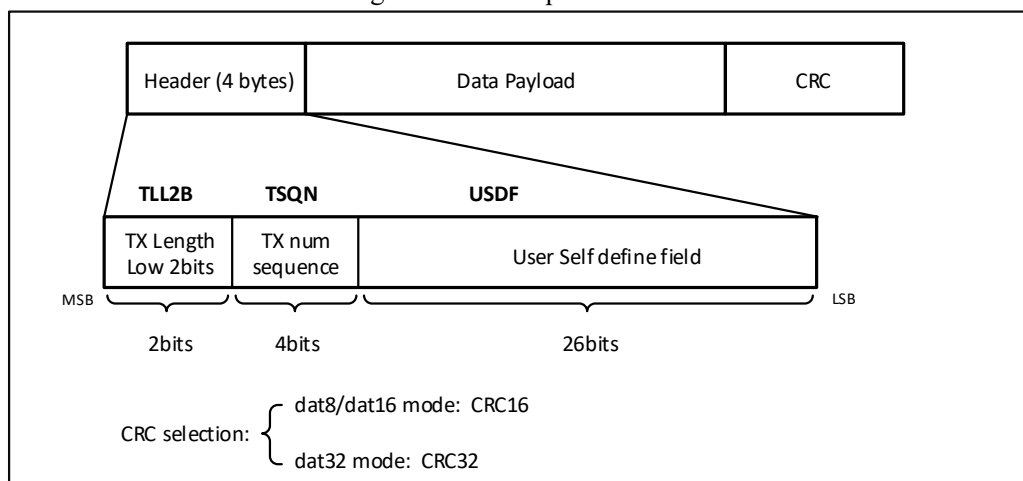 Header (4 bytes) Data Payload CRC
TLL2B TSQN USDF
TX Length TX num User Self define field
Low 2bits sequence
MSB LSB
2bits 4bits 26bits
dat8/dat16 mode: CRC16
CRC selection:
dat32 mode: CRC32